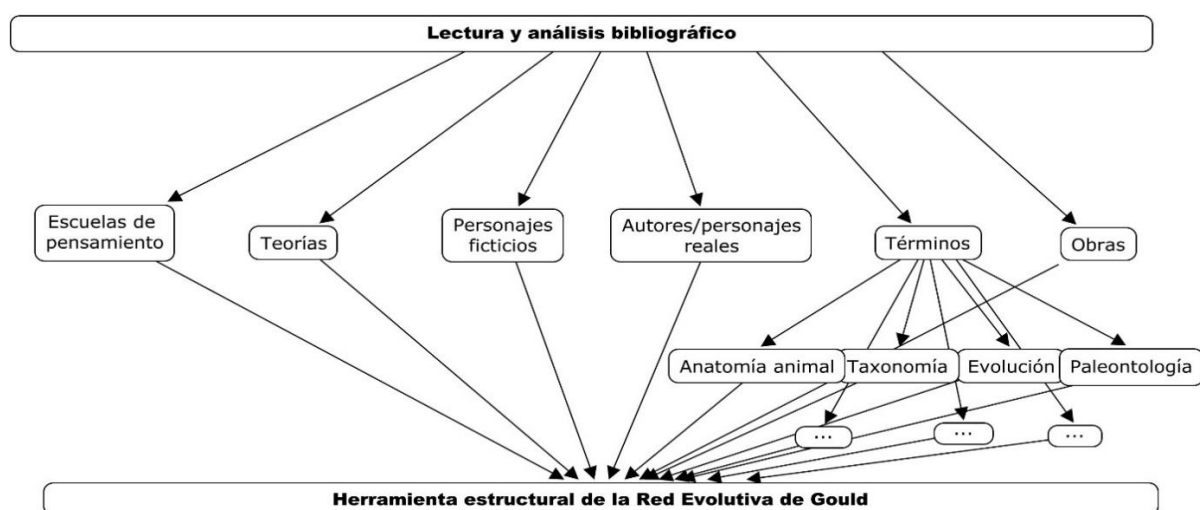 Lectura y análisis bibliográfico
Escuelas de
pensamiento
Teorías
Personajes
ficticios
Autores/personajes
reales
Términos
Obras
Anatomía animal
Taxonomía
Evolución
Paleontología
...
...
...
Herramienta estructural de la Red Evolutiva de Gould